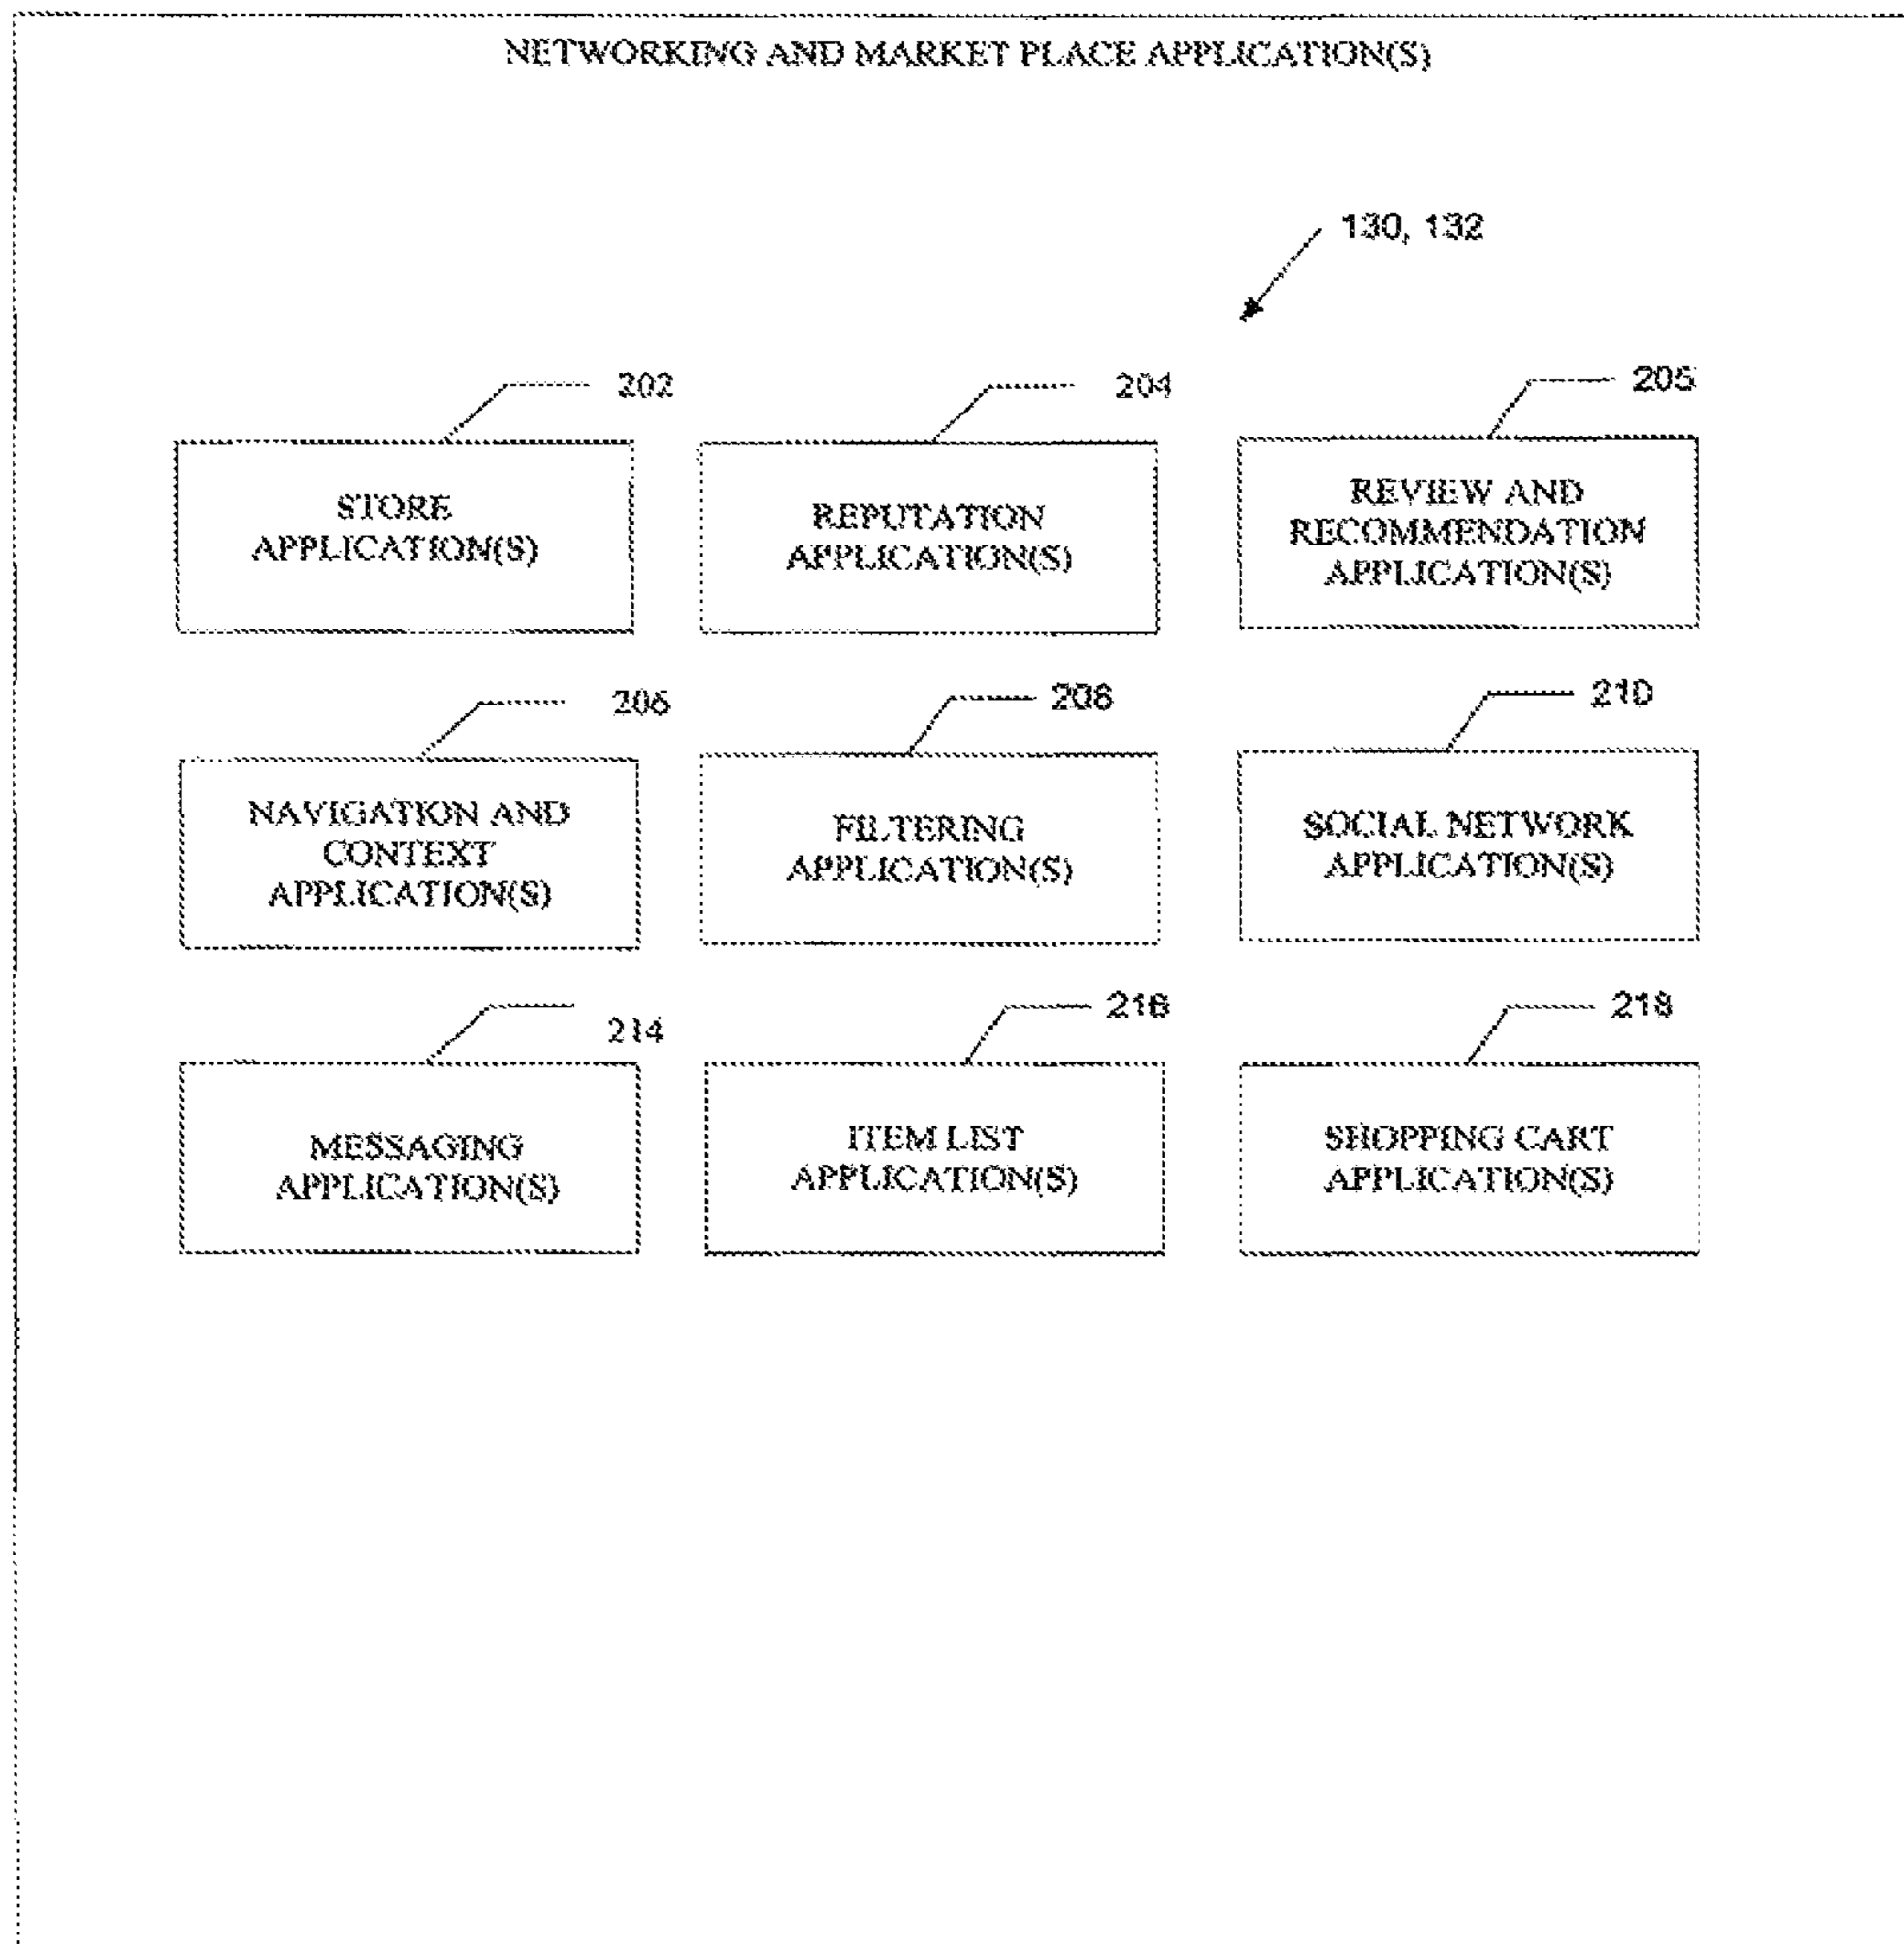 NETWORKING AND MARKET PLACE APPLICATION(S)
130, 132
202
204
205
STORE
APPLICATION(S)
REPUTATION
APPLICATION(S)
REVIEW AND
RECOMMENDATION
APPLICATION(S)
206
208
210
NAVIGATION AND
CONTEXT
APPLICATION(S)
FILTERING
APPLICATION(S)
SOCIAL NETWORK
APPLICATION(S)
214
216
218
MESSAGING
APPLICATION(S)
ITEM LIST
APPLICATION(S)
SHOPPING CART
APPLICATION(S)